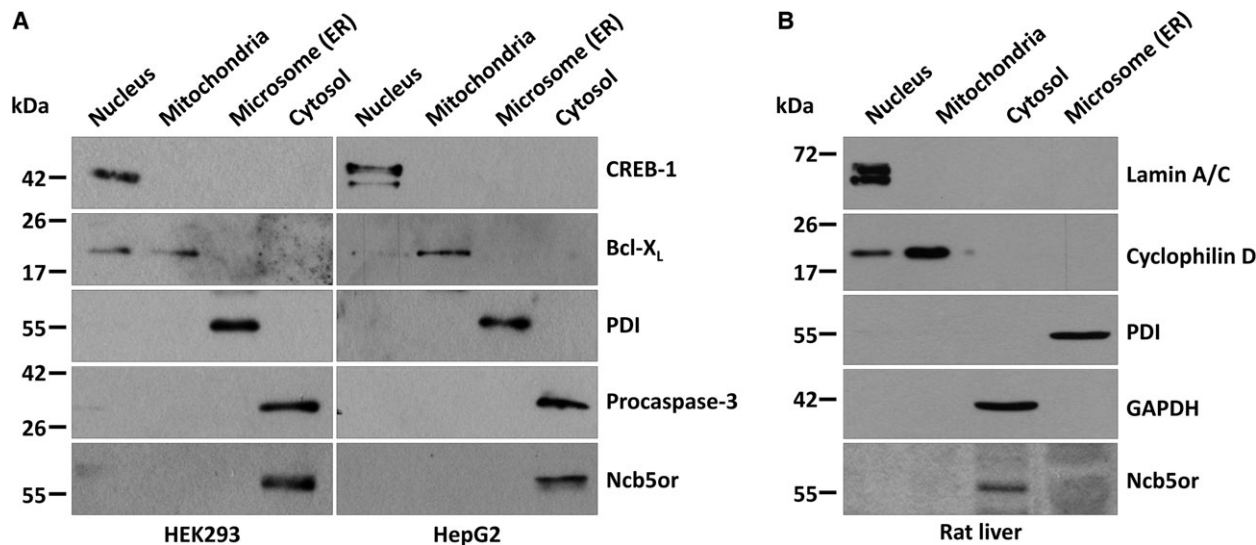 A
kDa
Nucleus
Mitochondria
Microsome (ER)
Cytosol
Nucleus
Mitochondria
Microsome (ER)
Cytosol
42
CREB-1
26
17
Bcl-XL
55
PDI
42
26
Procaspase-3
55
Ncb5or
HEK293
HepG2
B
kDa
Nucleus
Mitochondria
Cytosol
Microsome (ER)
72
Lamin A/C
26
17
Cyclophilin D
55
PDI
42
GAPDH
55
Ncb5or
Rat liver